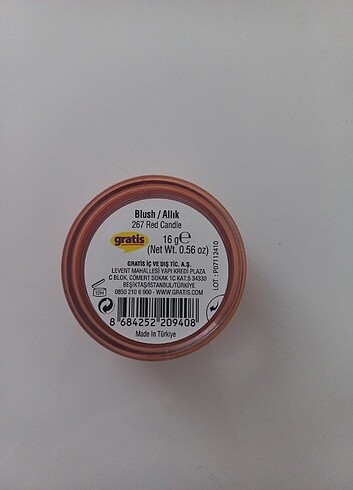 Blush / Allık
267 Red Candle
gratis
16 g℮
(Net Wt. 0.56 oz)
GRATİS İÇ VE DIŞ TİC. A.Ş.
LEVENT MAHALLESİ YAPI KREDİ PLAZA
C BLOK, CÖMERT SOKAK 1C KAT:5 34330
BEŞİKTAŞ/İSTANBUL/TÜRKİYE
0850 210 6 900 - WWW.GRATIS.COM
12M
8 684252 209408
Made In Türkiye
LOT : P07112410